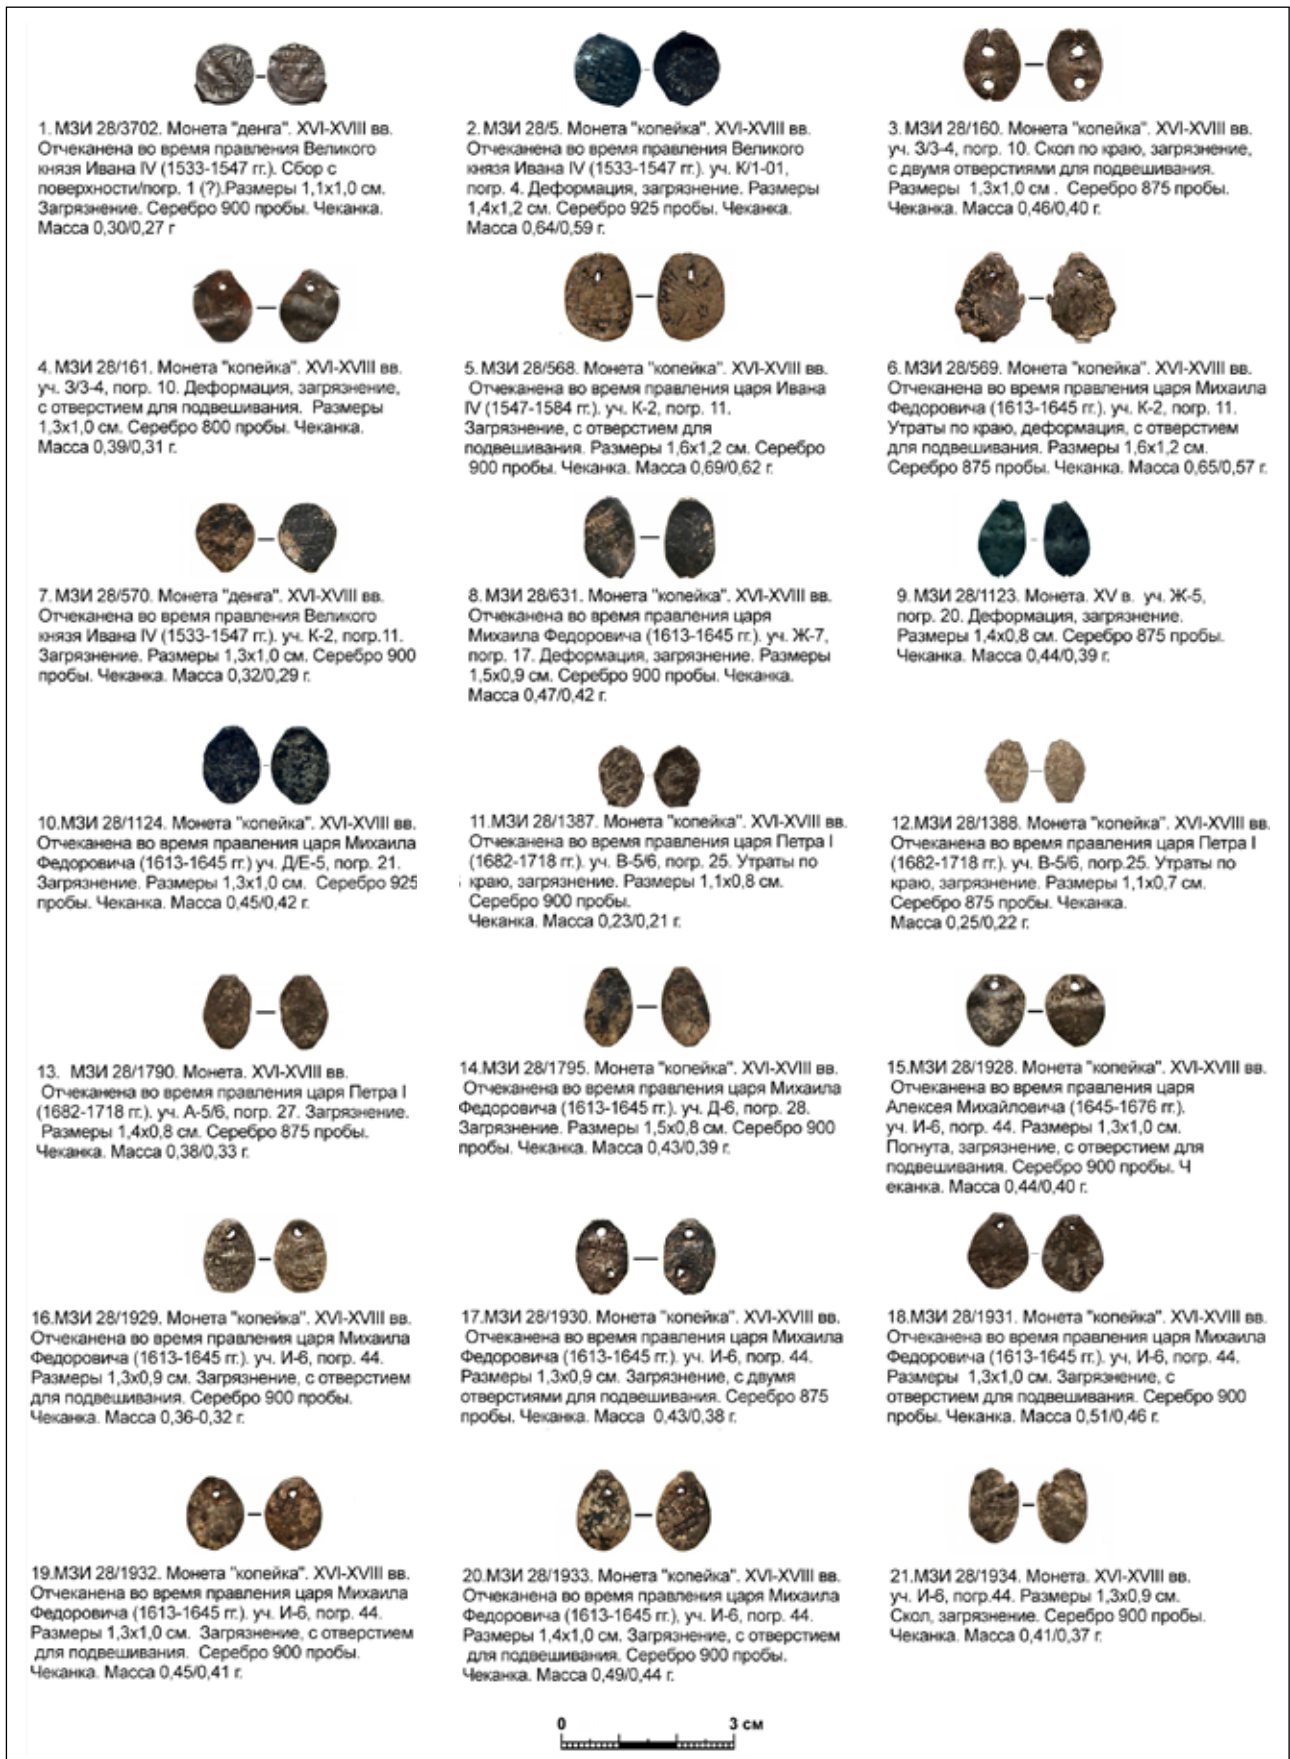 1. МЗИ 28/3702. Монета "денга". XVI-XVIII вв.
Отчеканена во время правления Великого
князя Ивана IV (1533-1547 гг.). Сбор с
поверхности/погр. 1 (?).Размеры 1,1х1,0 см.
Загрязнение. Серебро 900 пробы. Чеканка.
Масса 0,30/0,27 г
2. МЗИ 28/5. Монета "копейка". XVI-XVIII вв.
Отчеканена во время правления Великого
князя Ивана IV (1533-1547 гг.). уч. К/1-01,
погр. 4. Деформация, загрязнение. Размеры
1,4х1,2 см. Серебро 925 пробы. Чеканка.
Масса 0,64/0,59 г.
3. МЗИ 28/160. Монета "копейка". XVI-XVIII вв.
уч. З/3-4, погр. 10. Скол по краю, загрязнение,
с двумя отверстиями для подвешивания.
Размеры 1,3х1,0 см . Серебро 875 пробы.
Чеканка. Масса 0,46/0,40 г.
4. МЗИ 28/161. Монета "копейка". XVI-XVIII вв.
уч. З/3-4, погр. 10. Деформация, загрязнение,
с отверстием для подвешивания. Размеры
1,3х1,0 см. Серебро 800 пробы. Чеканка.
Масса 0,39/0,31 г.
5. МЗИ 28/568. Монета "копейка". XVI-XVIII вв.
Отчеканена во время правления царя Ивана
IV (1547-1584 гг.). уч. К-2, погр. 11.
Загрязнение, с отверстием для
подвешивания. Размеры 1,6х1,2 см. Серебро
900 пробы. Чеканка. Масса 0,69/0,62 г.
6. МЗИ 28/569. Монета "копейка". XVI-XVIII вв.
Отчеканена во время правления царя Михаила
Федоровича (1613-1645 гг.). уч. К-2, погр. 11.
Утраты по краю, деформация, с отверстием
для подвешивания. Размеры 1,6х1,2 см.
Серебро 875 пробы. Чеканка. Масса 0,65/0,57 г.
7. МЗИ 28/570. Монета "денга". XVI-XVIII вв.
Отчеканена во время правления Великого
князя Ивана IV (1533-1547 гг.). уч. К-2, погр.11.
Загрязнение. Размеры 1,3х1,0 см. Серебро 900
пробы. Чеканка. Масса 0,32/0,29 г.
8. МЗИ 28/631. Монета "копейка". XVI-XVIII вв.
Отчеканена во время правления царя
Михаила Федоровича (1613-1645 гг.). уч. Ж-7,
погр. 17. Деформация, загрязнение. Размеры
1,5х0,9 см. Серебро 900 пробы. Чеканка.
Масса 0,47/0,42 г.
9. МЗИ 28/1123. Монета. XV в. уч. Ж-5,
погр. 20. Деформация, загрязнение.
Размеры 1,4х0,8 см. Серебро 875 пробы.
Чеканка. Масса 0,44/0,39 г.
10.МЗИ 28/1124. Монета "копейка". XVI-XVIII вв.
Отчеканена во время правления царя Михаила
Федоровича (1613-1645 гг.) уч. Д/Е-5, погр. 21.
Загрязнение. Размеры 1,3х1,0 см. Серебро 925
пробы. Чеканка. Масса 0,45/0,42 г.
11.МЗИ 28/1387. Монета "копейка". XVI-XVIII вв.
Отчеканена во время правления царя Петра I
(1682-1718 гг.). уч. В-5/6, погр. 25. Утраты по
краю, загрязнение. Размеры 1,1х0,8 см.
Серебро 900 пробы.
Чеканка. Масса 0,23/0,21 г.
12.МЗИ 28/1388. Монета "копейка". XVI-XVIII вв.
Отчеканена во время правления царя Петра I
(1682-1718 гг.). уч. В-5/6, погр.25. Утраты по
краю, загрязнение. Размеры 1,1х0,7 см.
Серебро 875 пробы. Чеканка.
Масса 0,25/0,22 г.
13. МЗИ 28/1790. Монета. XVI-XVIII вв.
Отчеканена во время правления царя Петра I
(1682-1718 гг.). уч. А-5/6, погр. 27. Загрязнение.
Размеры 1,4х0,8 см. Серебро 875 пробы.
Чеканка. Масса 0,38/0,33 г.
14.МЗИ 28/1795. Монета "копейка". XVI-XVIII вв.
Отчеканена во время правления царя Михаила
Федоровича (1613-1645 гг.). уч. Д-6, погр. 28.
Загрязнение. Размеры 1,5х0,8 см. Серебро 900
пробы. Чеканка. Масса 0,43/0,39 г.
15.МЗИ 28/1928. Монета "копейка". XVI-XVIII вв.
Отчеканена во время правления царя
Алексея Михайловича (1645-1676 гг.).
уч. И-6, погр. 44. Размеры 1,3х1,0 см.
Погнута, загрязнение, с отверстием для
подвешивания. Серебро 900 пробы. Ч
еканка. Масса 0,44/0,40 г.
16.МЗИ 28/1929. Монета "копейка". XVI-XVIII вв.
Отчеканена во время правления царя Михаила
Федоровича (1613-1645 гг.). уч. И-6, погр. 44.
Размеры 1,3х0,9 см. Загрязнение, с отверстием
для подвешивания. Серебро 900 пробы.
Чеканка. Масса 0,36-0,32 г.
17.МЗИ 28/1930. Монета "копейка". XVI-XVIII вв.
Отчеканена во время правления царя Михаила
Федоровича (1613-1645 гг.). уч. И-6, погр. 44.
Размеры 1,3х0,9 см. Загрязнение, с двумя
отверстиями для подвешивания. Серебро 875
пробы. Чеканка. Масса 0,43/0,38 г.
18.МЗИ 28/1931. Монета "копейка". XVI-XVIII вв.
Отчеканена во время правления царя Михаила
Федоровича (1613-1645 гг.). уч, И-6, погр. 44.
Размеры 1,3х1,0 см. Загрязнение, с
отверстием для подвешивания. Серебро 900
пробы. Чеканка. Масса 0,51/0,46 г.
19.МЗИ 28/1932. Монета "копейка". XVI-XVIII вв.
Отчеканена во время правления царя Михаила
Федоровича (1613-1645 гг.). уч. И-6, погр. 44.
Размеры 1,3х1,0 см. Загрязнение, с отверстием
для подвешивания. Серебро 900 пробы.
Чеканка. Масса 0,45/0,41 г.
20.МЗИ 28/1933. Монета "копейка". XVI-XVIII вв.
Отчеканена во время правления царя Михаила
Федоровича (1613-1645 гг.). уч. И-6, погр. 44.
Размеры 1,4х1,0 см. Загрязнение, с отверстием
для подвешивания. Серебро 900 пробы.
Чеканка. Масса 0,49/0,44 г.
21.МЗИ 28/1934. Монета. XVI-XVIII вв.
уч. И-6, погр.44. Размеры 1,3х0,9 см.
Скол, загрязнение. Серебро 900 пробы.
Чеканка. Масса 0,41/0,37 г.
0 3 см